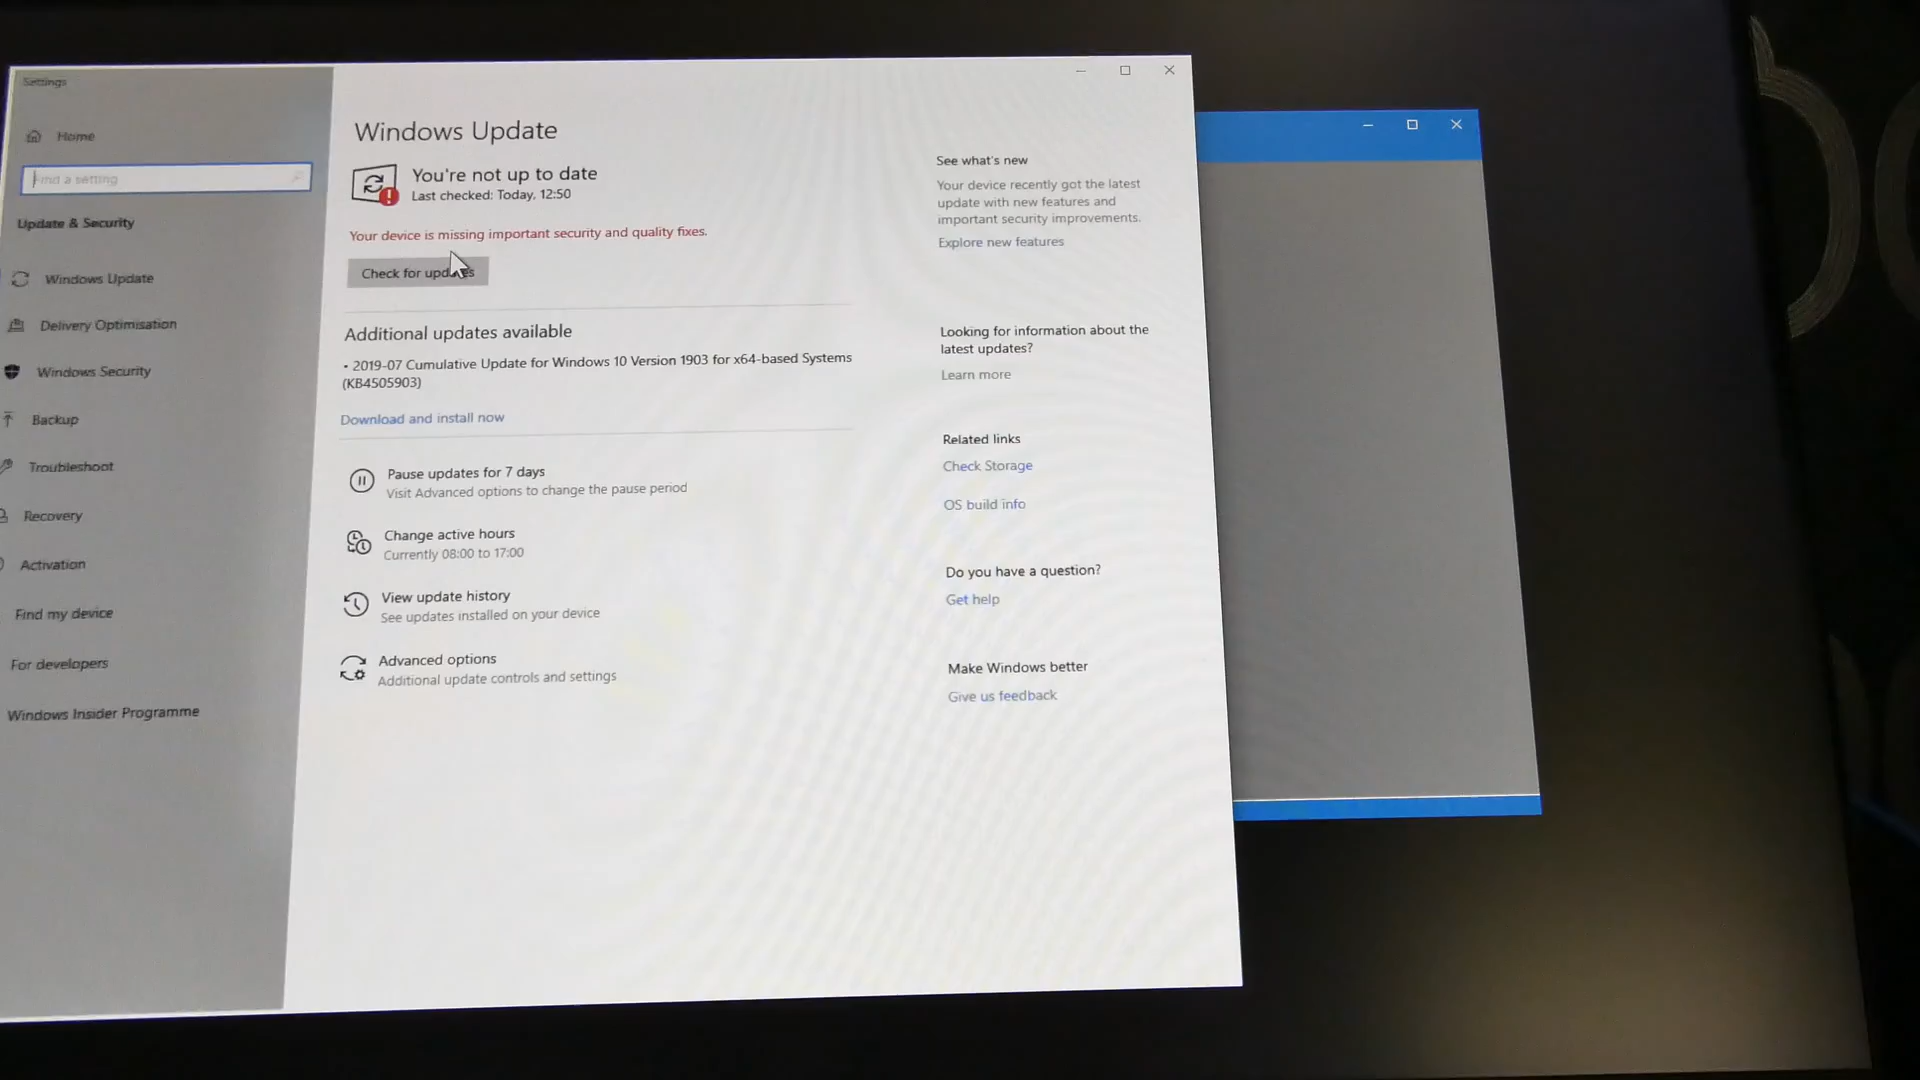 Settings
Home
Find a setting
Update & Security
Windows Update
Delivery Optimisation
Windows Security
Backup
Troubleshoot
Recovery
Activation
Find my device
For developers
Windows Insider Programme
Windows Update
You're not up to date
Last checked: Today, 12:50
Your device is missing important security and quality fixes.
Check for updates
Additional updates available
• 2019-07 Cumulative Update for Windows 10 Version 1903 for x64-based Systems
(KB4505903)
Download and install now
Pause updates for 7 days
Visit Advanced options to change the pause period
Change active hours
Currently 08:00 to 17:00
View update history
See updates installed on your device
Advanced options
Additional update controls and settings
See what's new
Your device recently got the latest
update with new features and
important security improvements.
Explore new features
Looking for information about the
latest updates?
Learn more
Related links
Check Storage
OS build info
Do you have a question?
Get help
Make Windows better
Give us feedback